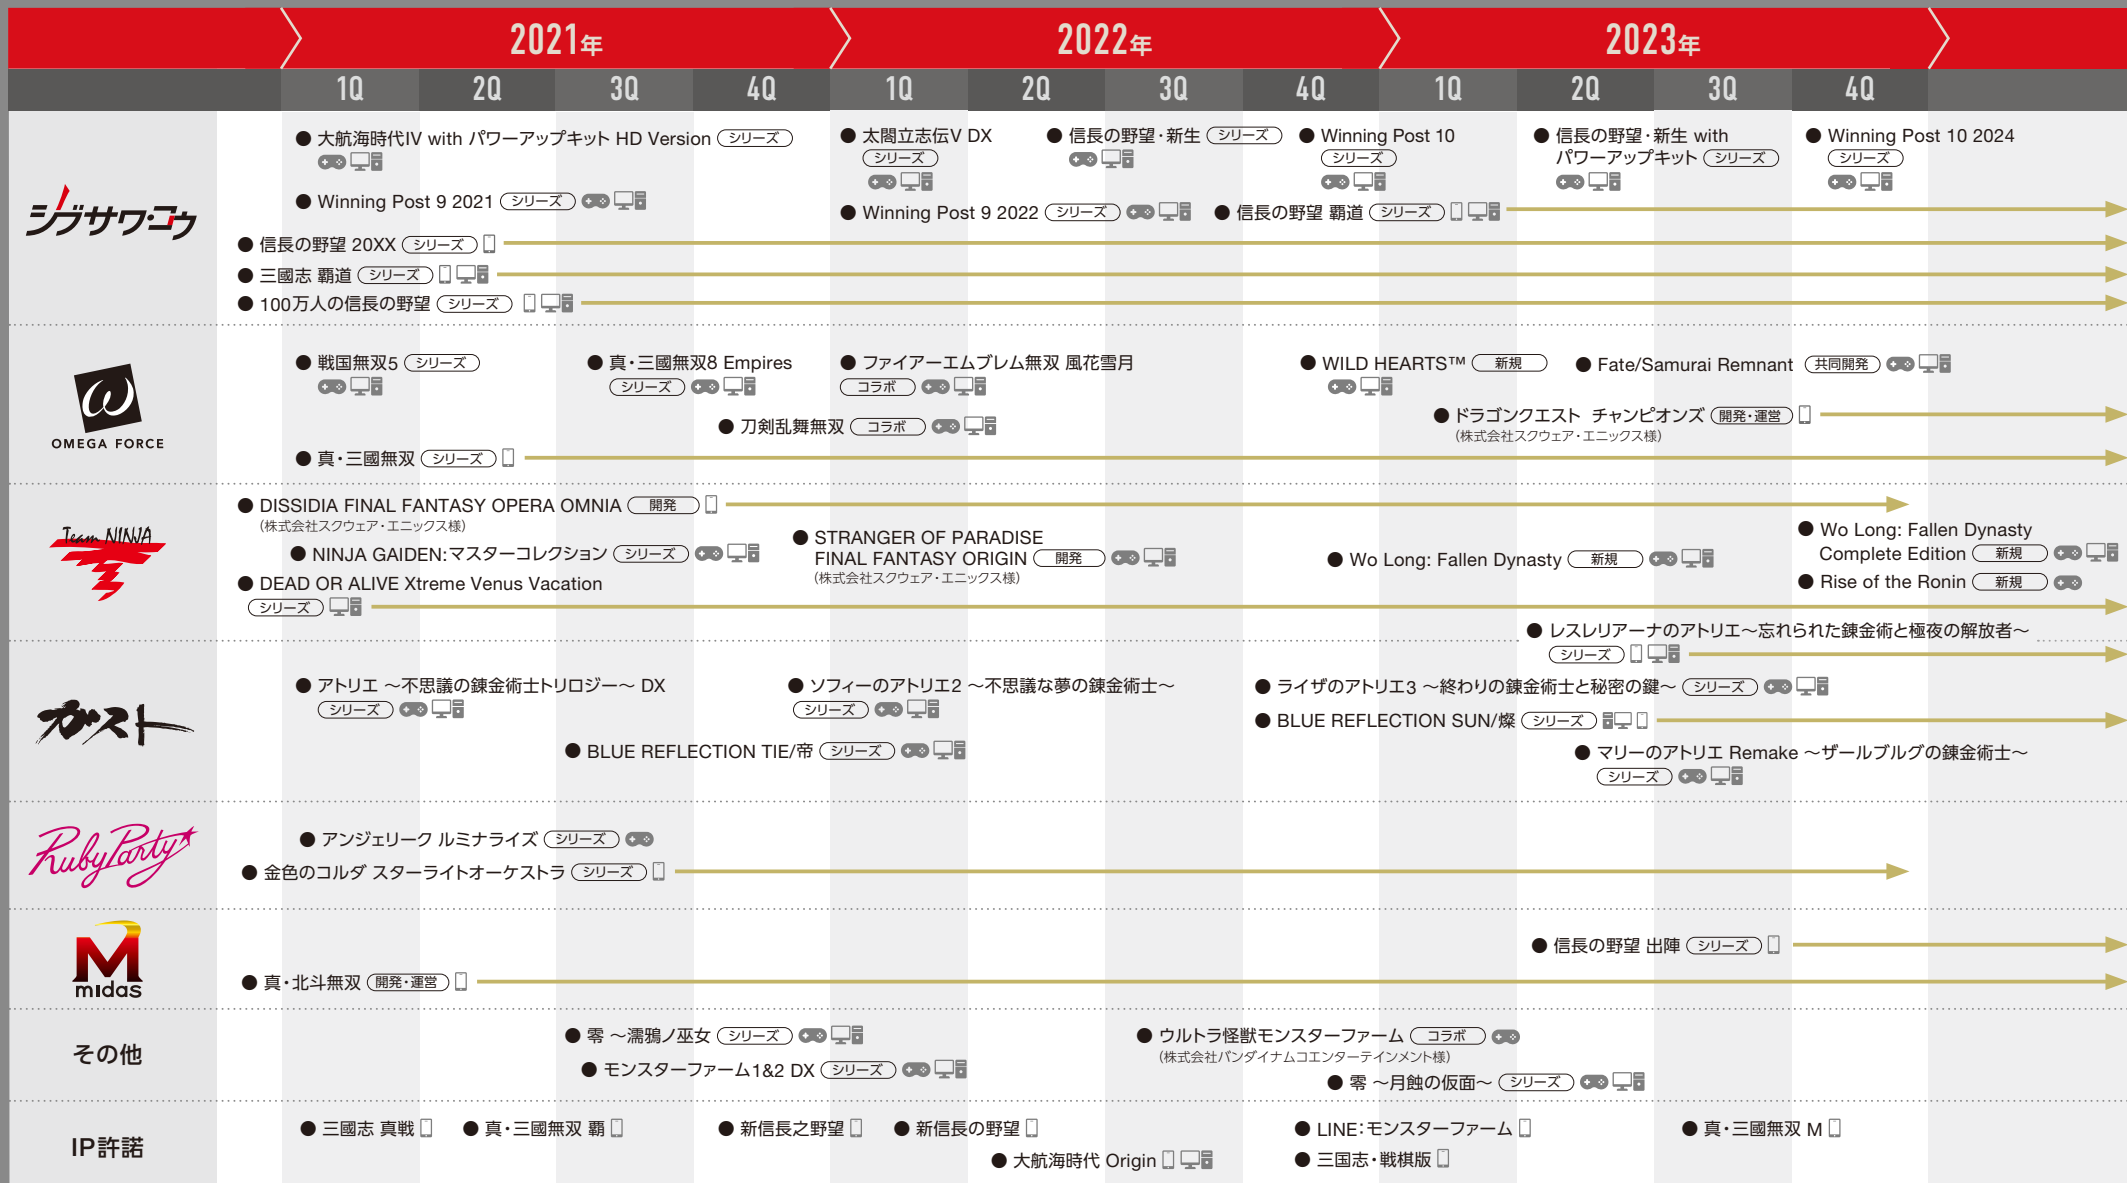 2021年 2022年 2023年
1Q 2Q 3Q 4Q 1Q 2Q 3Q 4Q 1Q 2Q 3Q 4Q
シブサワ・コウ
● 大航海時代IV with パワーアップキット HD Version シリーズ
● Winning Post 9 2021 シリーズ
● 太閤立志伝V DX
シリーズ
● 信長の野望・新生 シリーズ
● Winning Post 10
シリーズ
● 信長の野望・新生 with
パワーアップキット シリーズ
● Winning Post 10 2024
シリーズ
● Winning Post 9 2022 シリーズ
● 信長の野望 覇道 シリーズ
● 信長の野望 20XX シリーズ
● 三國志 覇道 シリーズ
● 100万人の信長の野望 シリーズ
ω
OMEGA FORCE
● 戦国無双5 シリーズ
● 真・三國無双8 Empires
シリーズ
● ファイアーエムブレム無双 風花雪月
コラボ
● WILD HEARTS™ 新規
● Fate/Samurai Remnant 共同開発
● 刀剣乱舞無双 コラボ
● ドラゴンクエスト チャンピオンズ 開発・運営
(株式会社スクウェア・エニックス様)
● 真・三國無双 シリーズ
Team NINJA
● DISSIDIA FINAL FANTASY OPERA OMNIA 開発
(株式会社スクウェア・エニックス様)
● NINJA GAIDEN:マスターコレクション シリーズ
● STRANGER OF PARADISE
FINAL FANTASY ORIGIN 開発
(株式会社スクウェア・エニックス様)
● Wo Long: Fallen Dynasty 新規
● Wo Long: Fallen Dynasty
Complete Edition 新規
● Rise of the Ronin 新規
● DEAD OR ALIVE Xtreme Venus Vacation
シリーズ
ガスト
● レスレリアーナのアトリエ～忘れられた錬金術と極夜の解放者～
シリーズ
● アトリエ ～不思議の錬金術士トリロジー～ DX
シリーズ
● ソフィーのアトリエ2 ～不思議な夢の錬金術士～
シリーズ
● ライザのアトリエ3 ～終わりの錬金術士と秘密の鍵～ シリーズ
● BLUE REFLECTION SUN/燦 シリーズ
● BLUE REFLECTION TIE/帝 シリーズ
● マリーのアトリエ Remake ～ザールブルグの錬金術士～
シリーズ
Ruby Party
● アンジェリーク ルミナライズ シリーズ
● 金色のコルダ スターライトオーケストラ シリーズ
M
midas
● 信長の野望 出陣 シリーズ
● 真・北斗無双 開発・運営
その他
● 零 ～濡鴉ノ巫女 シリーズ
● ウルトラ怪獣モンスターファーム コラボ
(株式会社バンダイナムコエンターテインメント様)
● モンスターファーム1&2 DX シリーズ
● 零 ～月蝕の仮面～ シリーズ
IP許諾
● 三國志 真戦 ● 真・三國無双 覇 ● 新信長之野望 ● 新信長の野望 ● LINE:モンスターファーム ● 真・三國無双 M
● 大航海時代 Origin ● 三国志・戦棋版